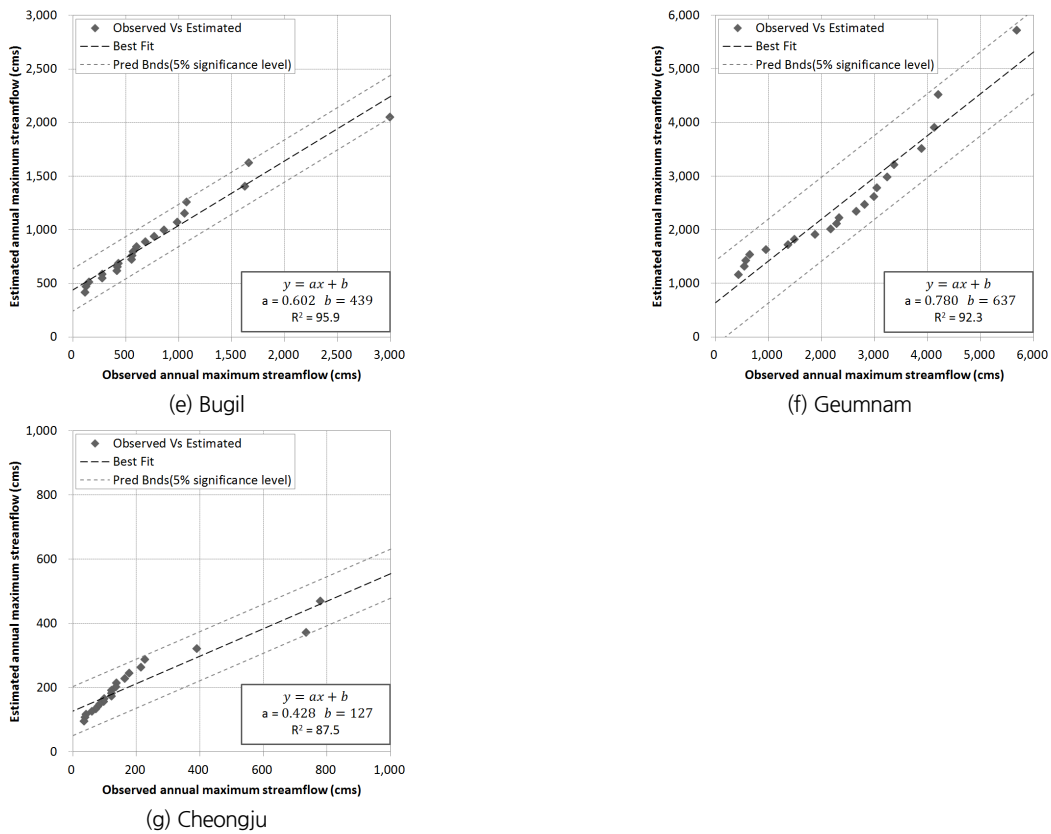 3,000
2,500
2,000
1,500
1,000
500
0
Estimated annual maximum streamflow (cms)
Observed Vs Estimated
Best Fit
Pred Bnds(5% significance level)
y = ax + b
a = 0.602 b = 439
R² = 95.9
0 500 1,000 1,500 2,000 2,500 3,000
Observed annual maximum streamflow (cms)
(e) Bugil
6,000
5,000
4,000
3,000
2,000
1,000
0
Estimated annual maximum streamflow (cms)
Observed Vs Estimated
Best Fit
Pred Bnds(5% significance level)
y = ax + b
a = 0.780 b = 637
R² = 92.3
0 1,000 2,000 3,000 4,000 5,000 6,000
Observed annual maximum streamflow (cms)
(f) Geumnam
1,000
800
600
400
200
0
Estimated annual maximum streamflow (cms)
Observed Vs Estimated
Best Fit
Pred Bnds(5% significance level)
y = ax + b
a = 0.428 b = 127
R² = 87.5
0 200 400 600 800 1,000
Observed annual maximum streamflow (cms)
(g) Cheongju